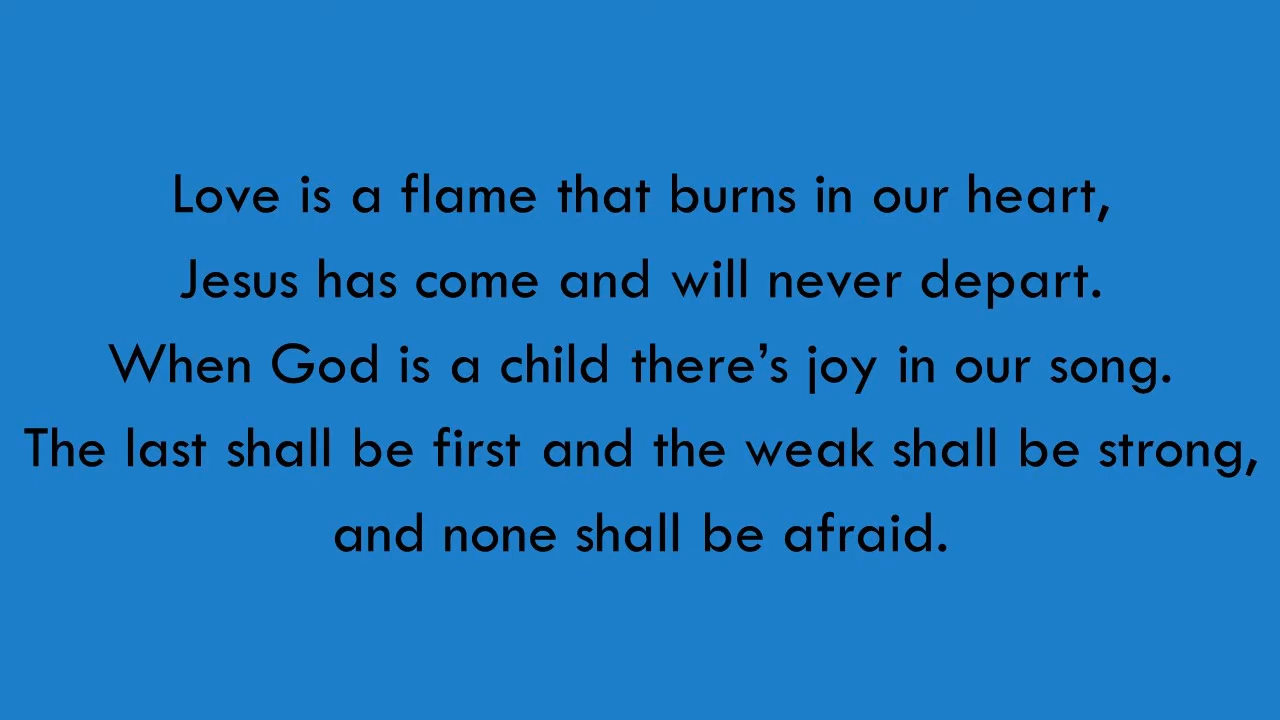 Love is a flame that burns in our heart,
Jesus has come and will never depart.
When God is a child there’s joy in our song.
The last shall be first and the weak shall be strong,
and none shall be afraid.